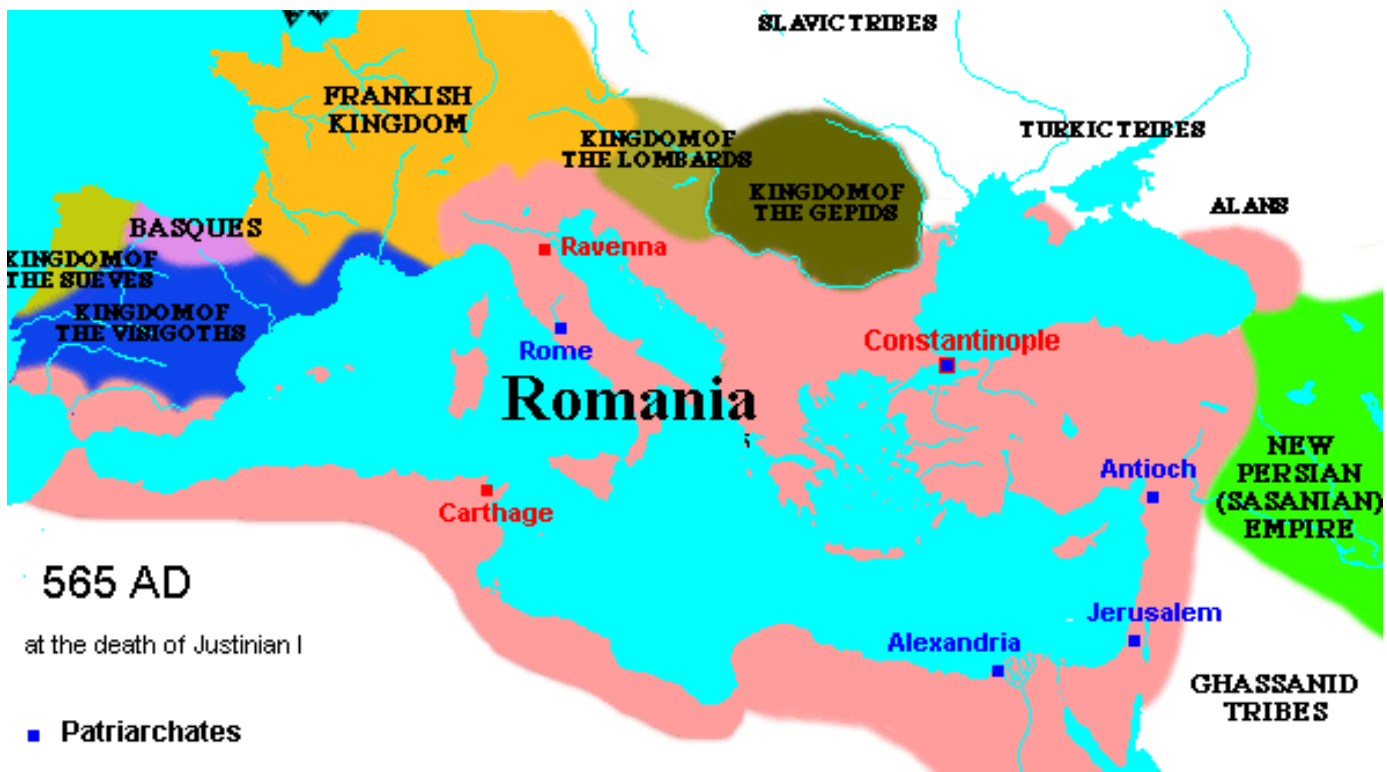 SLAVIC TRIBES
FRANKISH
KINGDOM
TURKIC TRIBES
KINGDOM OF
THE LOMBARDS
KINGDOM OF
THE GEPIDS
ALANS
BASQUES
Ravenna
KINGDOM OF
THE SUEVES
KINGDOM OF
THE VISIGOTHS
Rome
Constantinople
Romania
NEW
PERSIAN
(SASANIAN)
EMPIRE
Antioch
Carthage
565 AD
at the death of Justinian I
Jerusalem
Alexandria
GHASSANID
TRIBES
Patriarchates